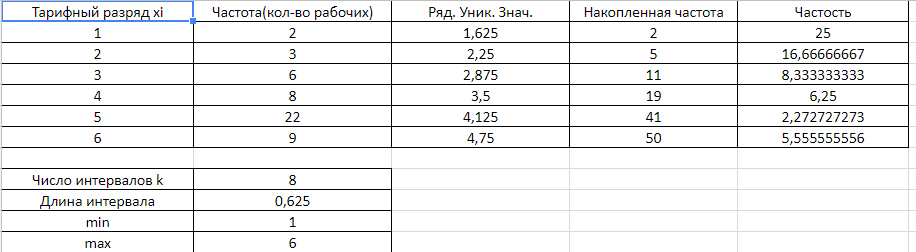 Тарифный разряд xi Частота(кол-во рабочих) Ряд. Уник. Знач. Накопленная частота Частость
1 2 1,625 2 25
2 3 2,25 5 16,66666667
3 6 2,875 11 8,333333333
4 8 3,5 19 6,25
5 22 4,125 41 2,272727273
6 9 4,75 50 5,555555556
Число интервалов k 8
Длина интервала 0,625
min 1
max 6